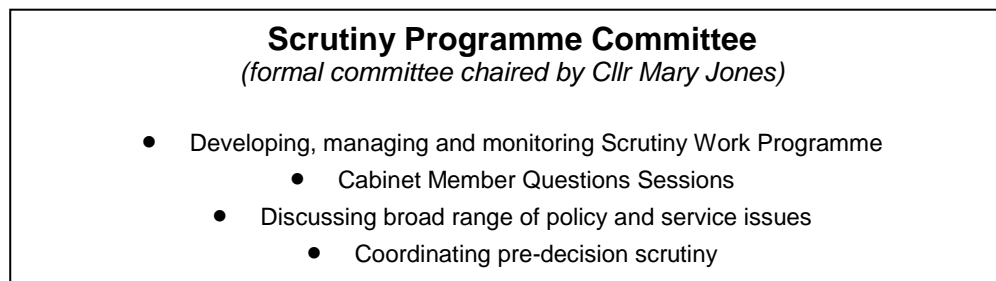 Scrutiny Programme Committee
(formal committee chaired by Cllr Mary Jones)
● Developing, managing and monitoring Scrutiny Work Programme
● Cabinet Member Questions Sessions
● Discussing broad range of policy and service issues
● Coordinating pre-decision scrutiny